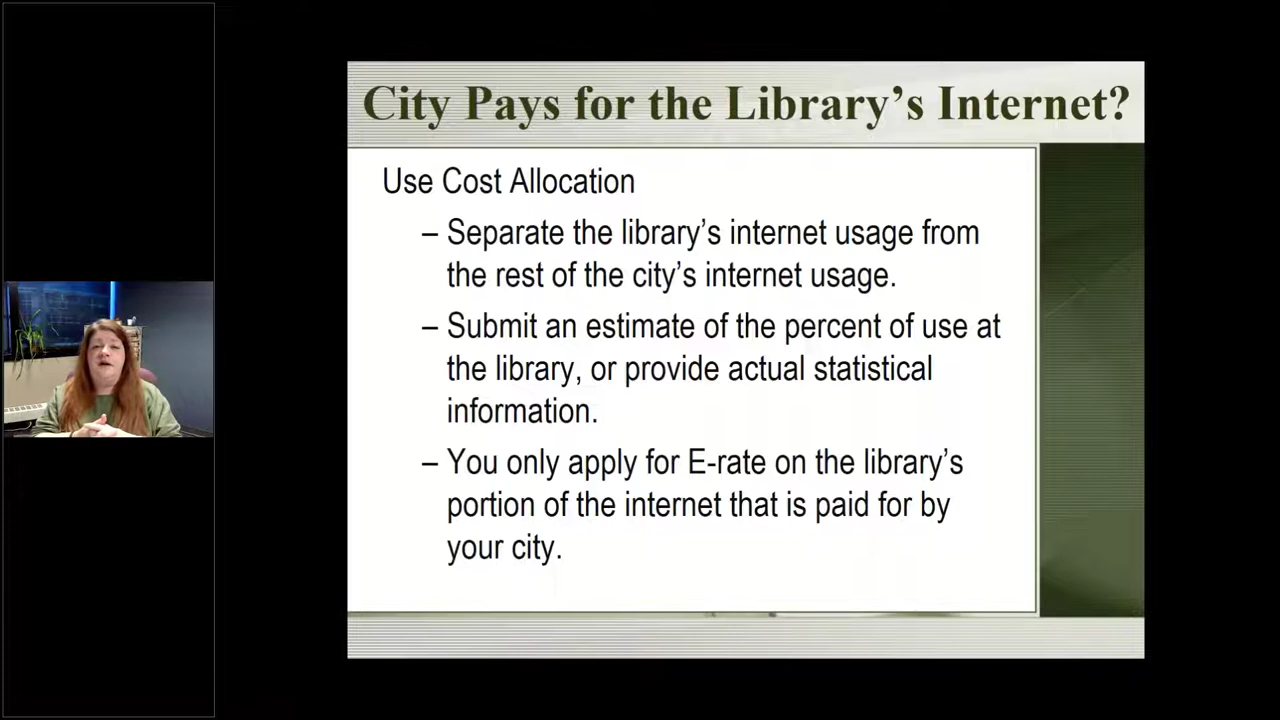 City Pays for the Library's Internet?
Use Cost Allocation
– Separate the library's internet usage from
the rest of the city's internet usage.
– Submit an estimate of the percent of use at
the library, or provide actual statistical
information.
– You only apply for E-rate on the library's
portion of the internet that is paid for by
your city.